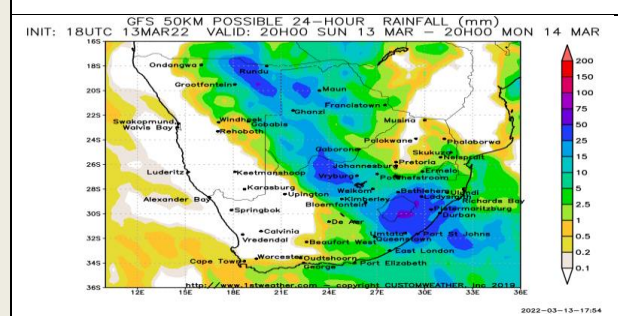 GFS 50KM POSSIBLE 24-HOUR RAINFALL (mm)
INIT: 18UTC 13MAR22 VALID: 20H00 SUN 13 MAR - 20H00 MON 14 MAR
16S
18S
20S
22S
24S
26S
28S
30S
32S
34S
36S
Ondangwa
Rundu
Grootfontein
Maun
Francistown
Ghanzi
Musina
Swakopmund
Windhoek
Gobabis
Walvis Bay
Rehoboth
Polokwane
Phalaborwa
Gaborone
Skukuza
Nelspruit
Pretoria
Johannesburg
Luderitz
Keetmanshoop
Vryburg
Potchefstroom
Ermelo
Karasburg
Upington
Welkom
Bethlehem
Ulundi
Ladysmith
Alexander Bay
Kimberley
Bloemfontein
Richards Bay
Springbok
Pietermaritzburg
Durban
De Aar
Calvinia
Umtata
Port St Johns
Vredendal
Queenstown
Beaufort West
East London
Worcester
Oudtshoorn
Cape Town
George
Port Elizabeth
http://www.1stweather.com copyright CUSTOMWEATHER, Inc 2019
12E 15E 18E 21E 24E 27E 30E 33E 36E
200
150
100
75
50
25
15
10
5
2.5
1
0.5
0.2
0.1
2022-03-13-17:54